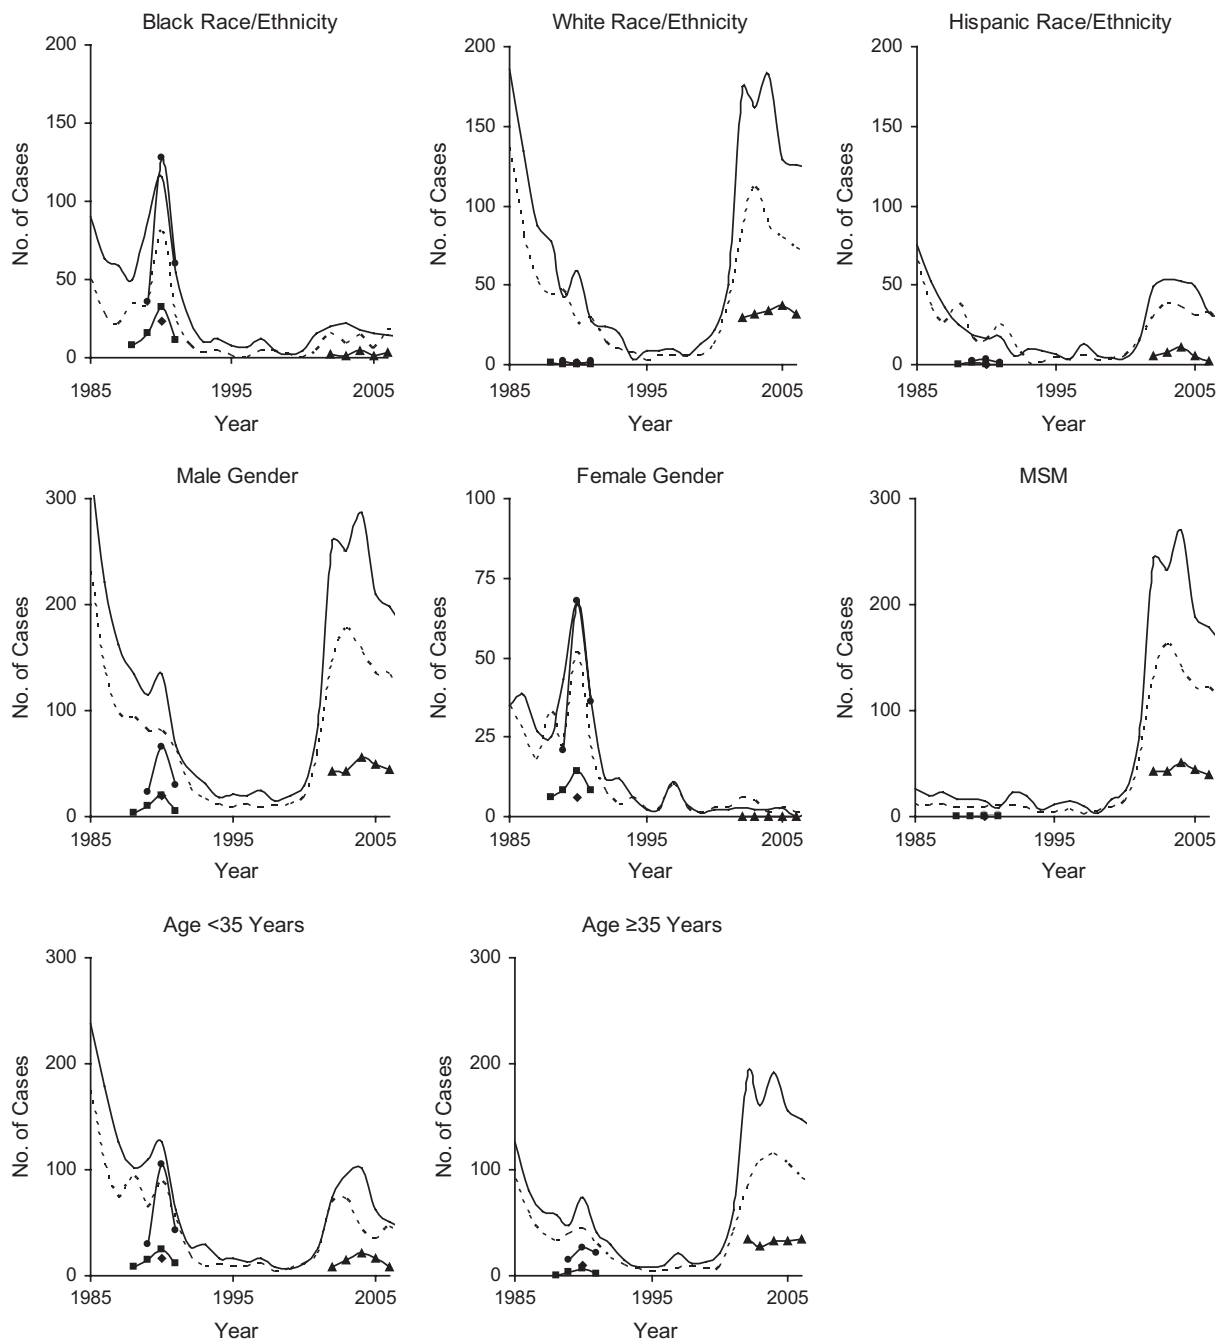 Black Race/Ethnicity
200
150
100
50
0
No. of Cases
1985
1995
2005
Year
White Race/Ethnicity
200
150
100
50
0
No. of Cases
1985
1995
2005
Year
Hispanic Race/Ethnicity
200
150
100
50
0
No. of Cases
1985
1995
2005
Year
Male Gender
300
200
100
0
No. of Cases
1985
1995
2005
Year
Female Gender
100
75
50
25
0
No. of Cases
1985
1995
2005
Year
MSM
300
200
100
0
No. of Cases
1985
1995
2005
Year
Age <35 Years
300
200
100
0
No. of Cases
1985
1995
2005
Year
Age ≥35 Years
300
200
100
0
No. of Cases
1985
1995
2005
Year